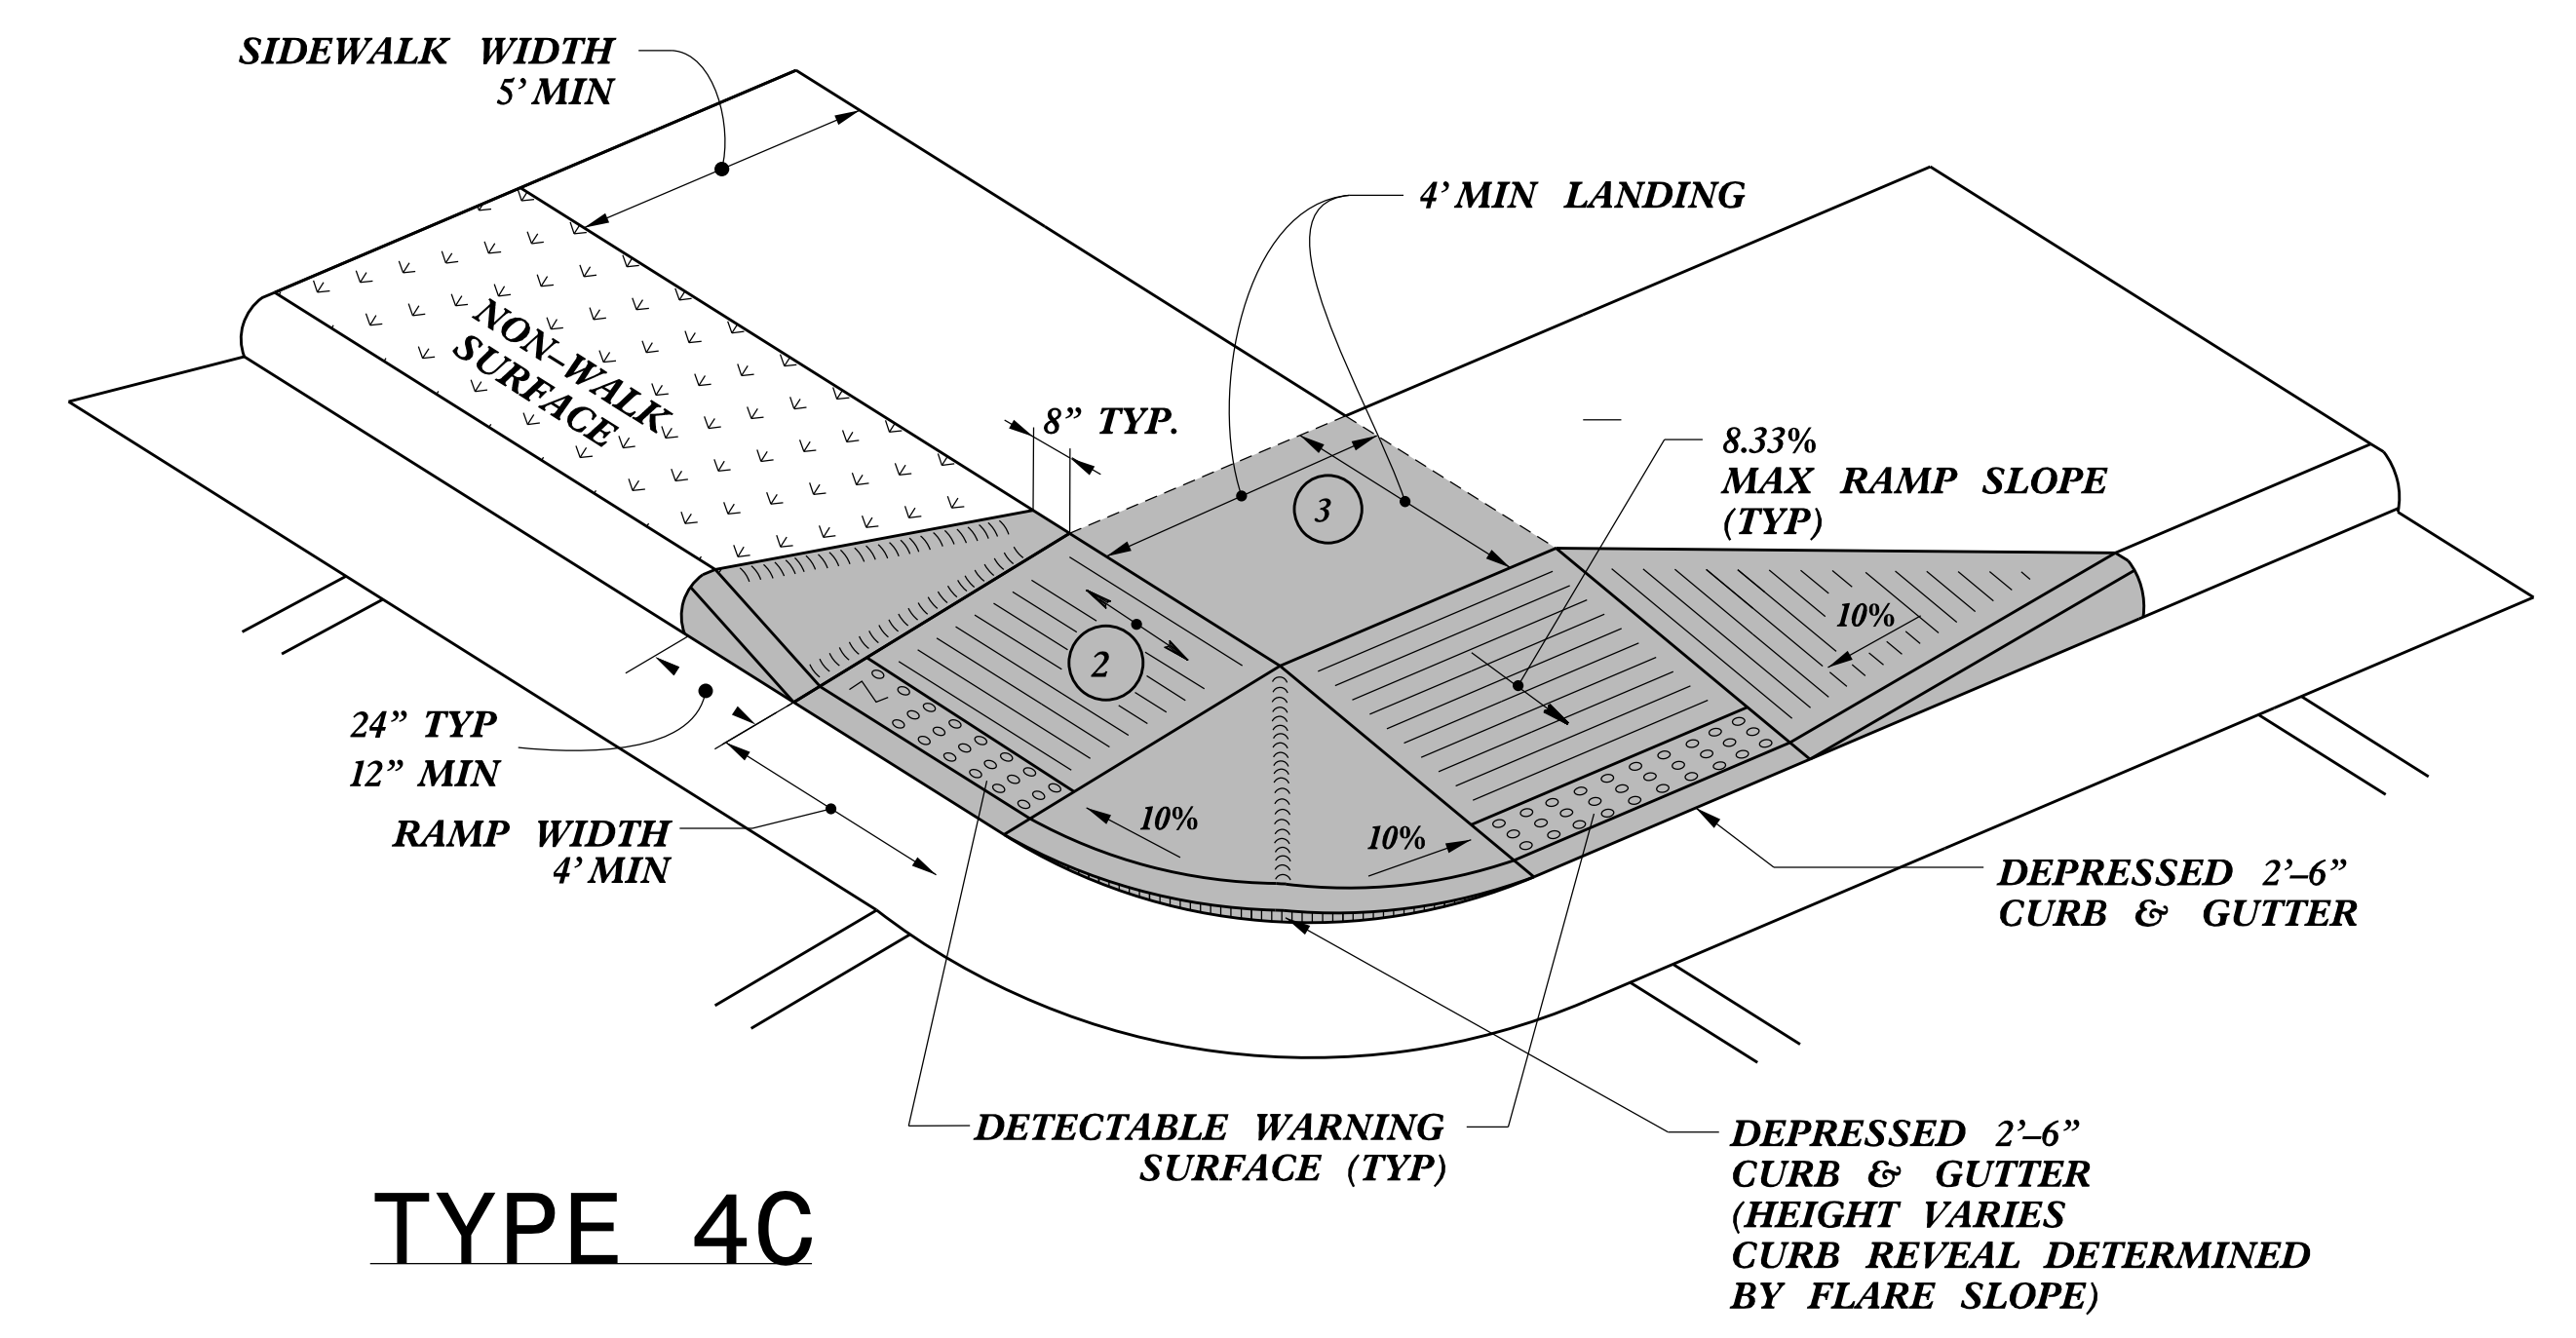 SIDEWALK WIDTH
5’ MIN
4’ MIN LANDING
NON–WALK
SURFACE
8” TYP.
8.33%
MAX RAMP SLOPE
(TYP)
3
10%
2
24” TYP
12” MIN
RAMP WIDTH
4’ MIN
10%
10%
DEPRESSED 2’–6”
CURB & GUTTER
DETECTABLE WARNING
SURFACE (TYP)
DEPRESSED 2’–6”
CURB & GUTTER
(HEIGHT VARIES
CURB REVEAL DETERMINED
BY FLARE SLOPE)
TYPE 4C